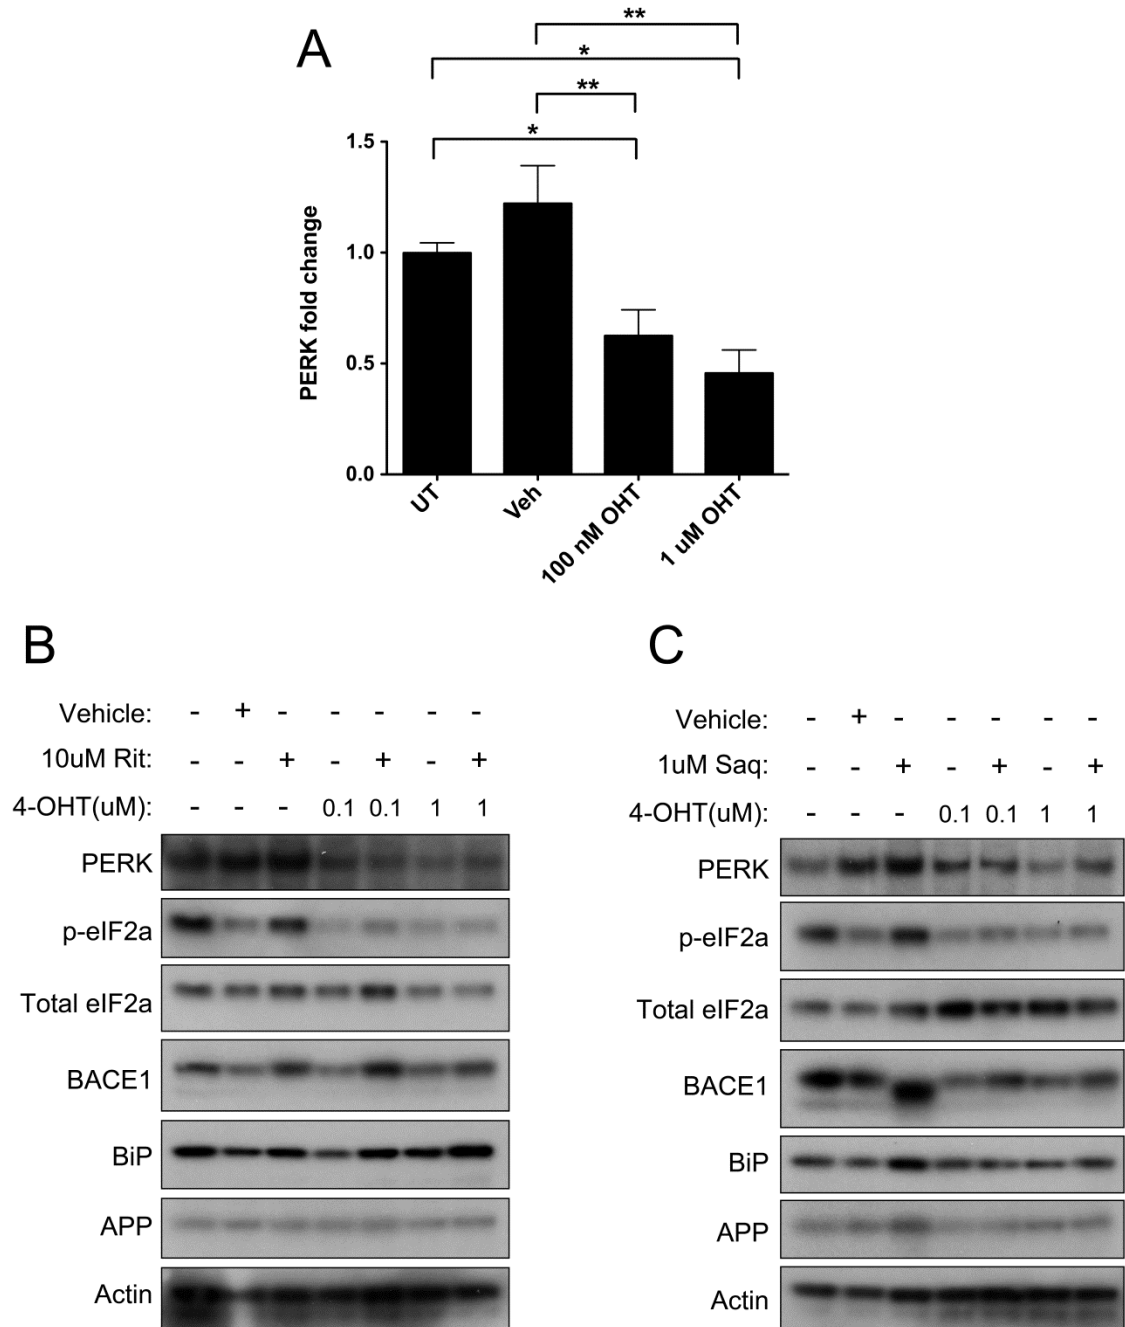 A
**
*
**
*
PERK fold change
1.5
1.0
0.5
0.0
UT
Veh
100 nM OHT
1 uM OHT
B
Vehicle: - + - - - - -
10uM Rit: - - + - + - +
4-OHT(uM): - - - 0.1 0.1 1 1
PERK
p-eIF2a
Total eIF2a
BACE1
BiP
APP
Actin
C
Vehicle: - + - - - - -
1uM Saq: - - + - + - +
4-OHT(uM): - - - 0.1 0.1 1 1
PERK
p-eIF2a
Total eIF2a
BACE1
BiP
APP
Actin